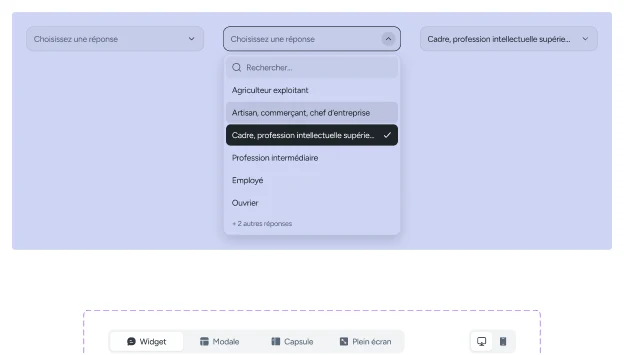 Choisissez une réponse
Choisissez une réponse
Cadre, profession intellectuelle supérie...
Rechercher...
Agriculteur exploitant
Artisan, commerçant, chef d'entreprise
Cadre, profession intellectuelle supérie...
Profession intermédiaire
Employé
Ouvrier
+ 2 autres réponses
Widget
Modale
Capsule
Plein écran